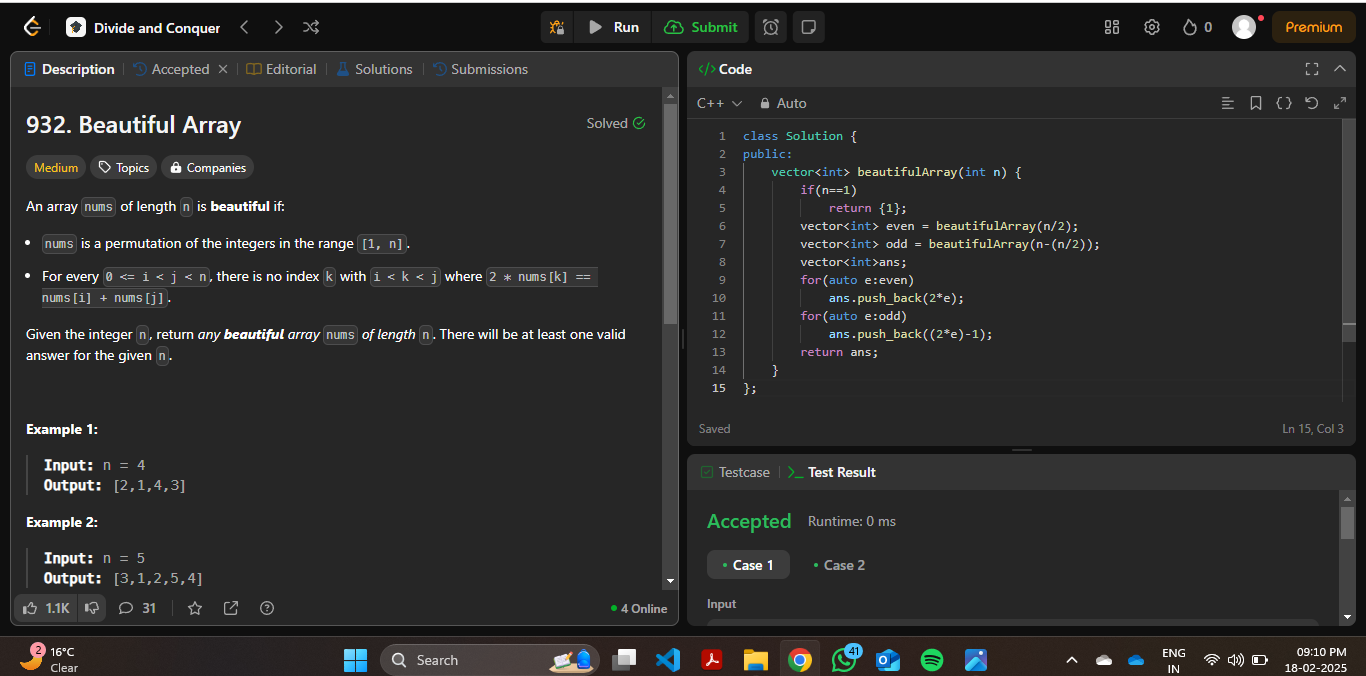 Divide and Conquer
Run
Submit
0
Premium
Description
Accepted
Editorial
Solutions
Submissions
932. Beautiful Array
Solved
Medium
Topics
Companies
An array nums of length n is beautiful if:
• nums is a permutation of the integers in the range [1, n].
• For every 0 <= i < j < n, there is no index k with i < k < j where 2 * nums[k] ==
nums[i] + nums[j].
Given the integer n, return any beautiful array nums of length n. There will be at least one valid
answer for the given n.
Example 1:
Input: n = 4
Output: [2,1,4,3]
Example 2:
Input: n = 5
Output: [3,1,2,5,4]
1.1K
31
4 Online
</> Code
C++
Auto
1 class Solution {
2 public:
3 vector<int> beautifulArray(int n) {
4 if(n==1)
5 return {1};
6 vector<int> even = beautifulArray(n/2);
7 vector<int> odd = beautifulArray(n-(n/2));
8 vector<int>ans;
9 for(auto e:even)
10 ans.push_back(2*e);
11 for(auto e:odd)
12 ans.push_back((2*e)-1);
13 return ans;
14 }
15 };
Saved
Ln 15, Col 3
Testcase
>_ Test Result
Accepted
Runtime: 0 ms
• Case 1
• Case 2
Input
2
16°C
Clear
Search
41
ENG
IN
09:10 PM
18-02-2025